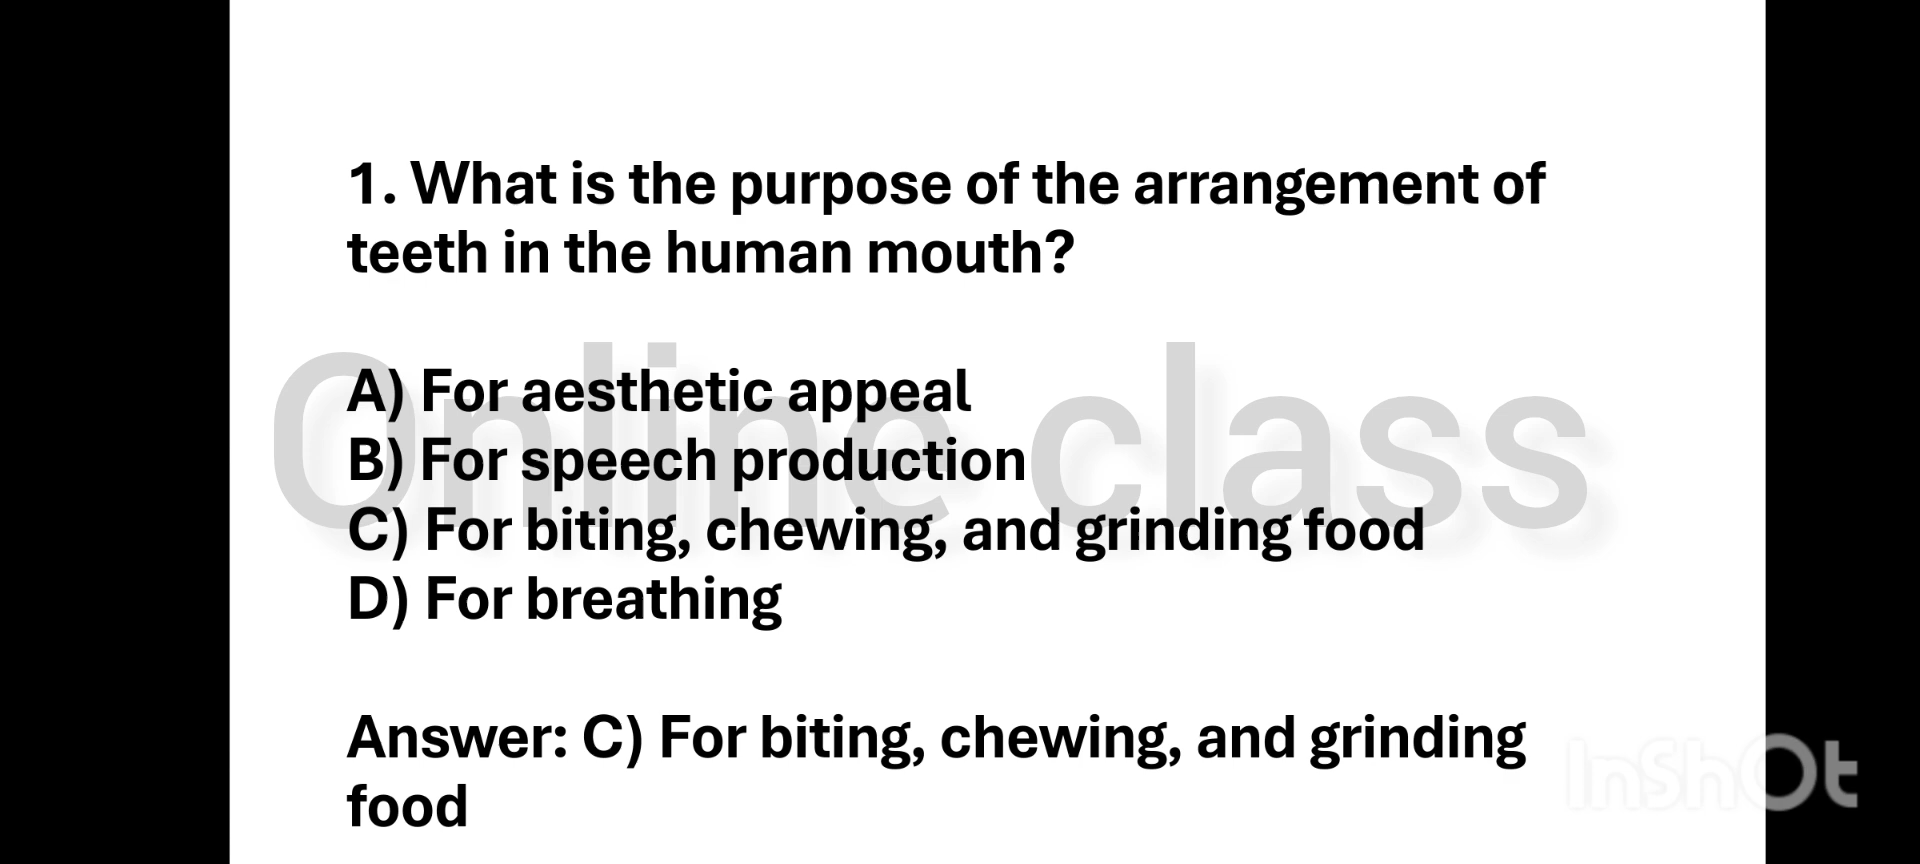 1. What is the purpose of the arrangement of
teeth in the human mouth?
Online class
A) For aesthetic appeal
B) For speech production
C) For biting, chewing, and grinding food
D) For breathing
Answer: C) For biting, chewing, and grinding
food
InShOt